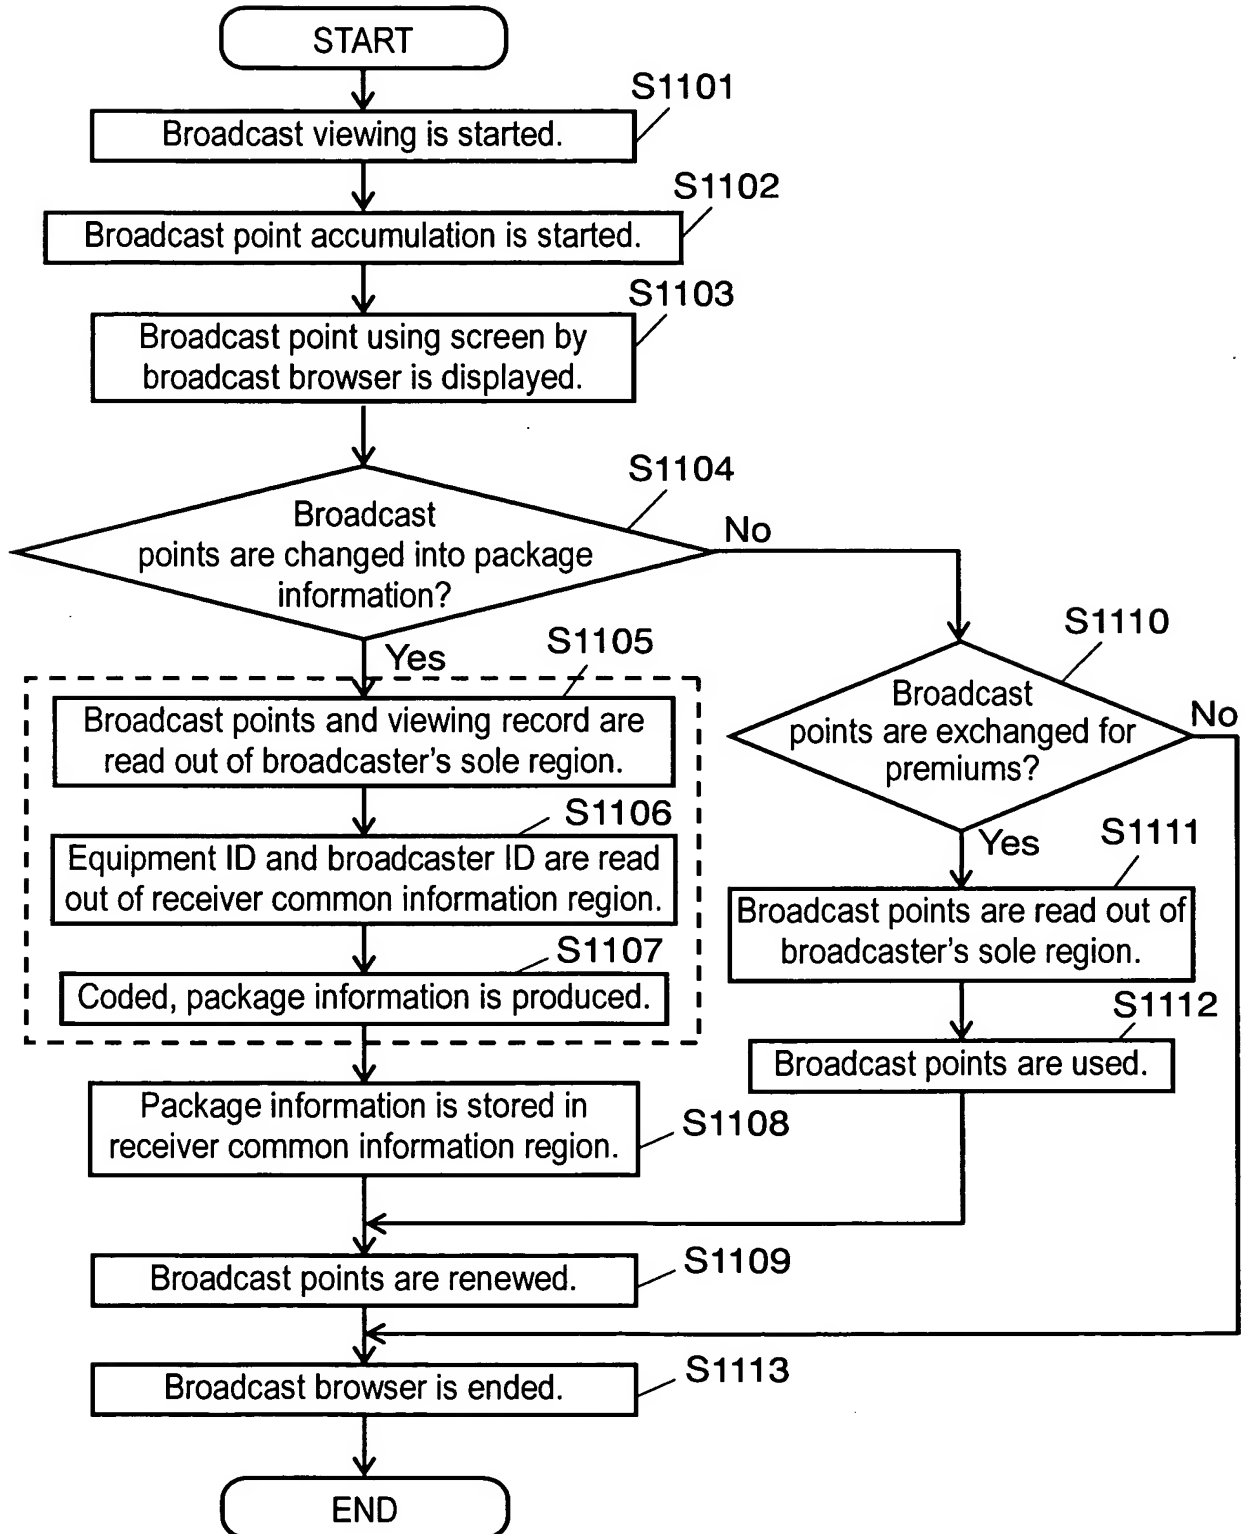 START
S1101
Broadcast viewing is started.
S1102
Broadcast point accumulation is started.
S1103
Broadcast point using screen by
broadcast browser is displayed.
S1104
Broadcast
points are changed into package
information?
No
Yes
S1105
Broadcast points and viewing record are
read out of broadcaster's sole region.
S1106
Equipment ID and broadcaster ID are read
out of receiver common information region.
S1107
Coded, package information is produced.
Package information is stored in
receiver common information region.
S1108
S1110
Broadcast
points are exchanged for
premiums?
No
Yes
S1111
Broadcast points are read out of
broadcaster's sole region.
S1112
Broadcast points are used.
Broadcast points are renewed.
S1109
Broadcast browser is ended.
S1113
END